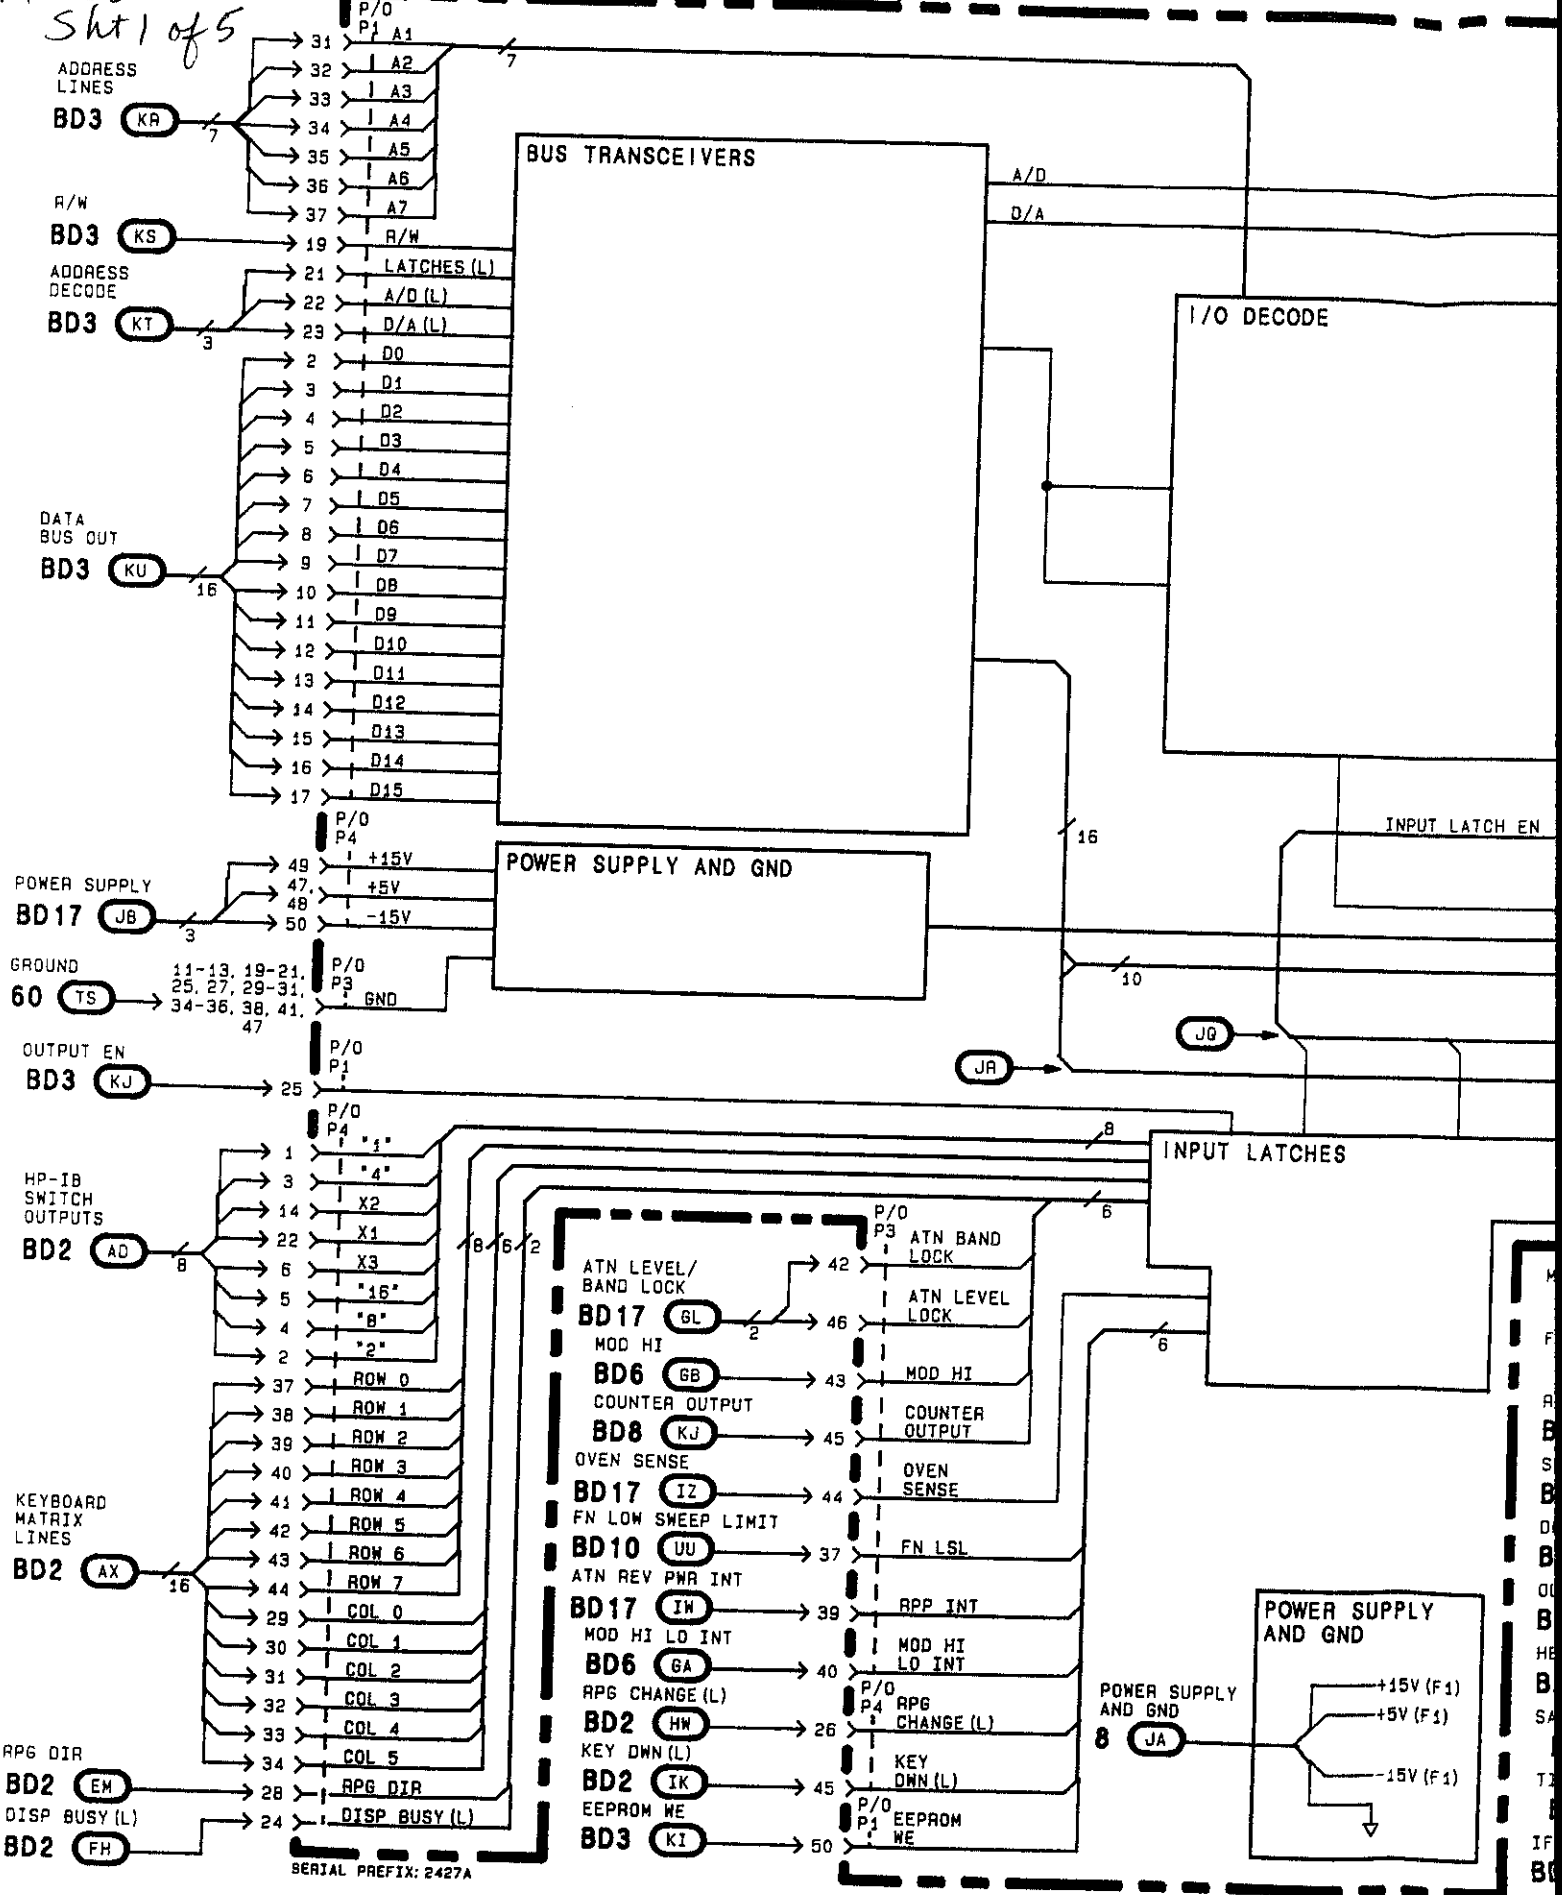 Sht 1 of 5
P/O
P1
ADDRESS
LINES
BD3 KA
7
31 A1
32 A2
33 A3
34 A4
35 A5
36 A6
37 A7
7
R/W
BD3 KS
19 R/W
ADDRESS
DECODE
BD3 KT
3
21 LATCHES(L)
22 A/D(L)
23 D/A(L)
DATA
BUS OUT
BD3 KU
16
2 D0
3 D1
4 D2
5 D3
6 D4
7 D5
8 D6
9 D7
10 D8
11 D9
12 D10
13 D11
14 D12
15 D13
16 D14
17 D15
BUS TRANSCEIVERS
A/D
D/A
I/O DECODE
16
INPUT LATCH EN
P/O
P4
POWER SUPPLY
BD17 JB
3
49 +15V
47, 48 +5V
50 -15V
POWER SUPPLY AND GND
10
GROUND
60 TS
11-13, 19-21,
25, 27, 29-31,
34-36, 38, 41,
47
P/O
P3
GND
JQ
JA
OUTPUT EN
BD3 KJ
25
P/O
P1
P/O
P4
HP-IB
SWITCH
OUTPUTS
BD2 AD
8
1 "1"
3 "4"
14 X2
22 X1
6 X3
5 "16"
4 "8"
2 "2"
8
INPUT LATCHES
6
8 6 2
KEYBOARD
MATRIX
LINES
BD2 AX
16
37 ROW 0
38 ROW 1
39 ROW 2
40 ROW 3
41 ROW 4
42 ROW 5
43 ROW 6
44 ROW 7
29 COL 0
30 COL 1
31 COL 2
32 COL 3
33 COL 4
34 COL 5
RPG DIR
BD2 EM
28 RPG DIR
DISP BUSY(L)
BD2 FH
24 DISP BUSY(L)
SERIAL PREFIX: 2427A
P/O
P3
ATN LEVEL/
BAND LOCK
BD17 GL
2
42 ATN BAND
LOCK
46 ATN LEVEL
LOCK
MOD HI
BD6 GB
43 MOD HI
COUNTER OUTPUT
BD8 KJ
45 COUNTER
OUTPUT
OVEN SENSE
BD17 IZ
44 OVEN
SENSE
6
FN LOW SWEEP LIMIT
BD10 UU
37 FN LSL
ATN REV PWR INT
BD17 IW
39 RPP INT
MOD HI LO INT
BD6 GA
40 MOD HI
LO INT
P/O
P4
RPG CHANGE(L)
BD2 HW
26 RPG
CHANGE(L)
KEY DWN(L)
BD2 IK
45 KEY
DWN(L)
P/O
P1
EEPROM WE
BD3 KI
50 EEPROM
WE
POWER SUPPLY
AND GND
8 JA
POWER SUPPLY
AND GND
+15V(F1)
+5V(F1)
-15V(F1)